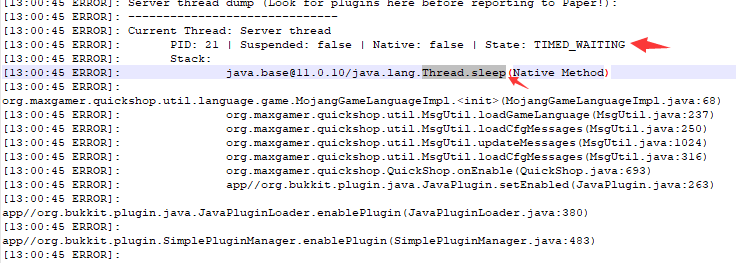 [13:00:45 ERROR]: Server thread dump (Look for plugins here before reporting to Paper!):
[13:00:45 ERROR]: ------------------------------
[13:00:45 ERROR]: Current Thread: Server thread
[13:00:45 ERROR]: PID: 21 | Suspended: false | Native: false | State: TIMED_WAITING
[13:00:45 ERROR]: Stack:
[13:00:45 ERROR]: java.base@11.0.10/java.lang.Thread.sleep(Native Method)
[13:00:45 ERROR]:
org.maxgamer.quickshop.util.language.game.MojangGameLanguageImpl.<init>(MojangGameLanguageImpl.java:68)
[13:00:45 ERROR]: org.maxgamer.quickshop.util.MsgUtil.loadGameLanguage(MsgUtil.java:237)
[13:00:45 ERROR]: org.maxgamer.quickshop.util.MsgUtil.loadCfgMessages(MsgUtil.java:250)
[13:00:45 ERROR]: org.maxgamer.quickshop.util.MsgUtil.updateMessages(MsgUtil.java:1024)
[13:00:45 ERROR]: org.maxgamer.quickshop.util.MsgUtil.loadCfgMessages(MsgUtil.java:316)
[13:00:45 ERROR]: org.maxgamer.quickshop.QuickShop.onEnable(QuickShop.java:693)
[13:00:45 ERROR]: app//org.bukkit.plugin.java.JavaPlugin.setEnabled(JavaPlugin.java:263)
[13:00:45 ERROR]:
app//org.bukkit.plugin.java.JavaPluginLoader.enablePlugin(JavaPluginLoader.java:380)
[13:00:45 ERROR]:
app//org.bukkit.plugin.SimplePluginManager.enablePlugin(SimplePluginManager.java:483)
[13:00:45 ERROR]: